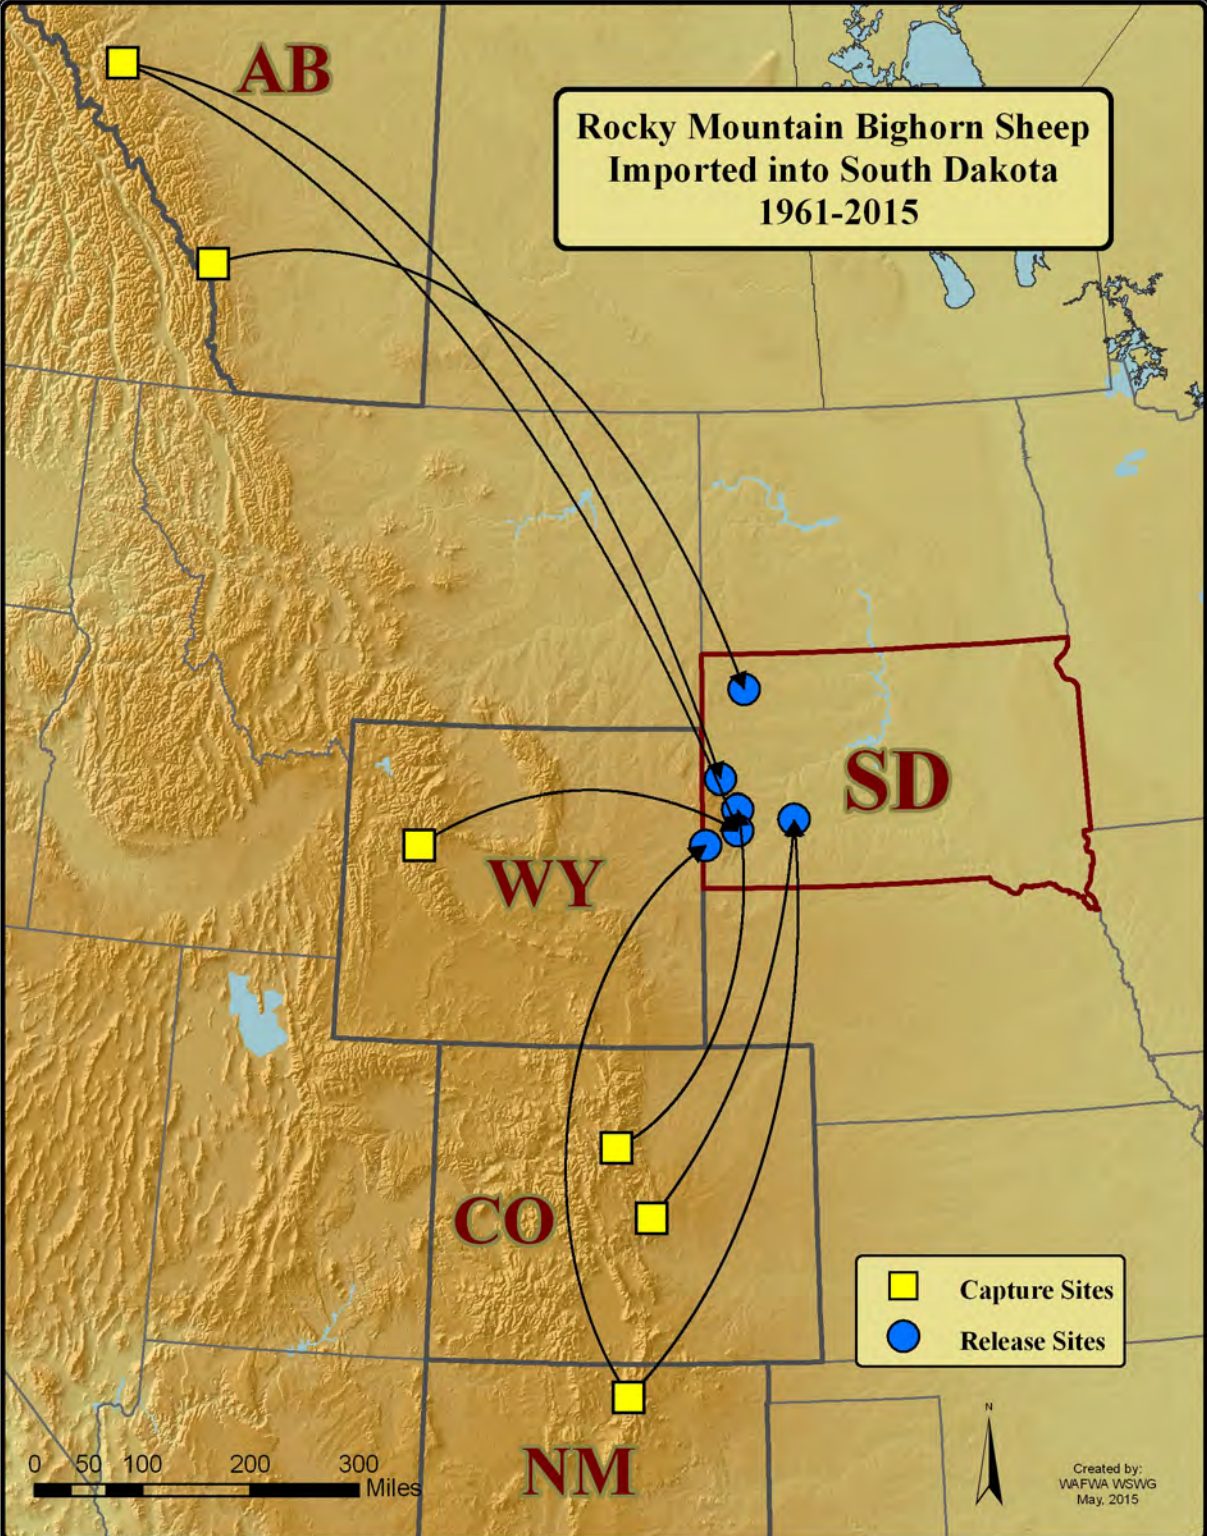 AB
Rocky Mountain Bighorn Sheep
Imported into South Dakota
1961-2015
SD
WY
CO
Capture Sites
Release Sites
N
NM
0 50 100 200 300
Miles
Created by:
WAFWA WSWG
May, 2015